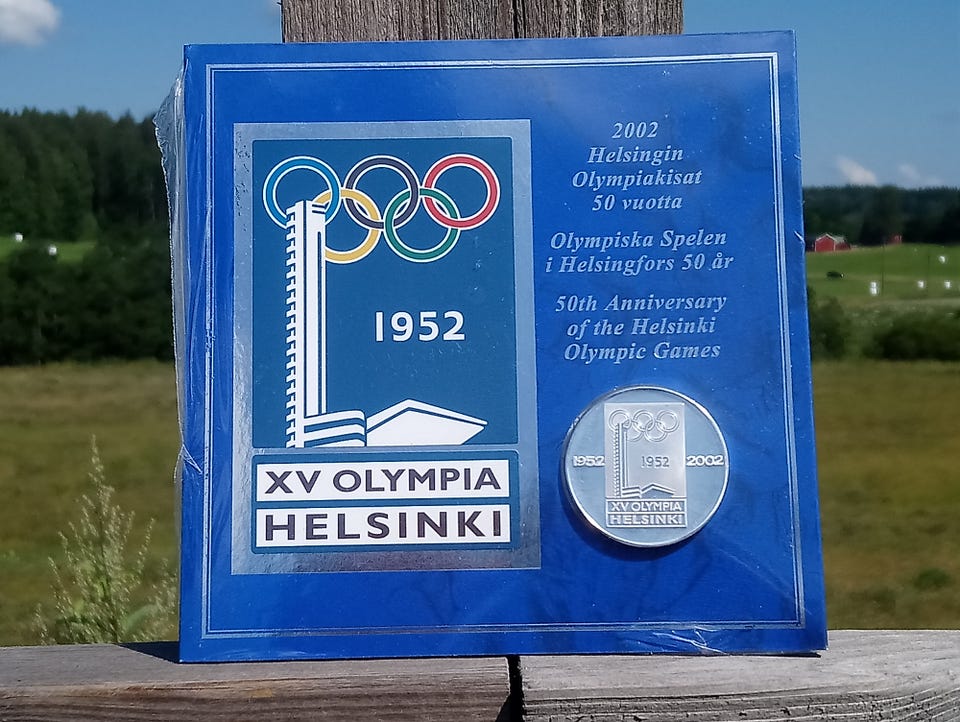 1952
XV OLYMPIA
HELSINKI
2002
Helsingin
Olympiakisat
50 vuotta
Olympiska Spelen
i Helsingfors 50 år
50th Anniversary
of the Helsinki
Olympic Games
1952 1952 2002
XV OLYMPIA
HELSINKI